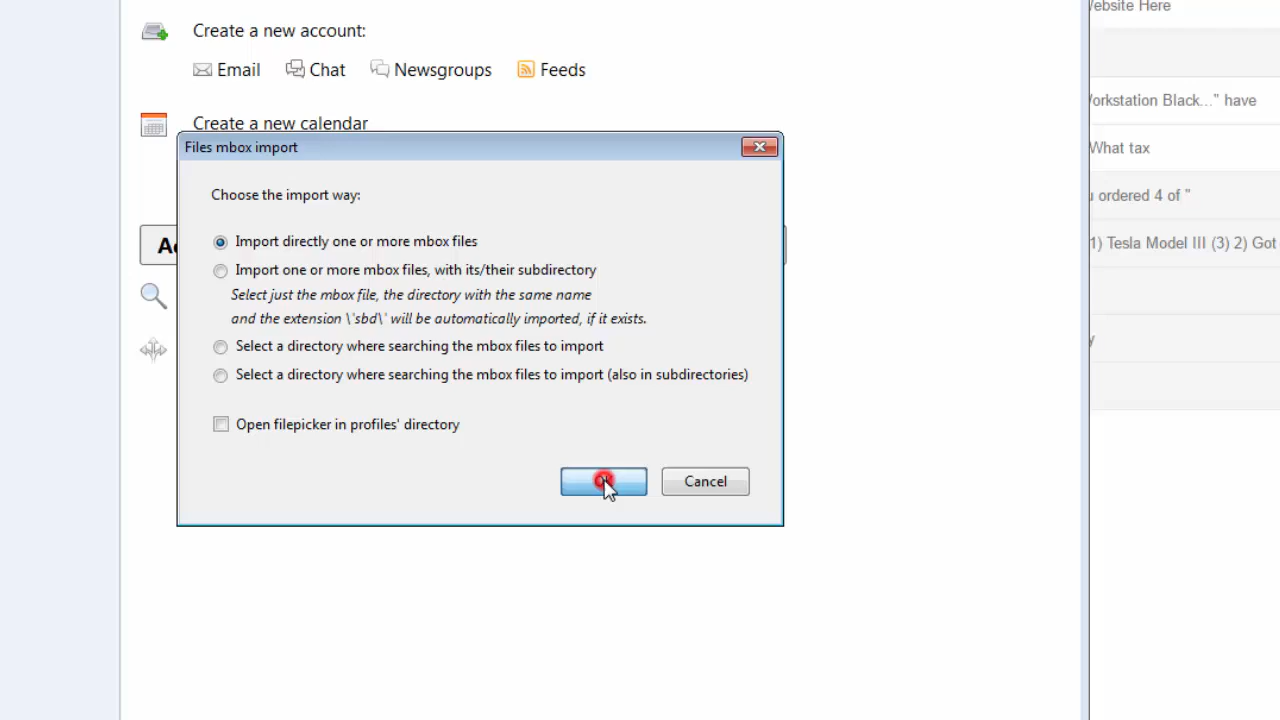 Website Here
Create a new account:
Email Chat Newsgroups Feeds
orkstation Black..." have
Create a new calendar
Files mbox import
What tax
Choose the import way:
ordered 4 of "
Import directly one or more mbox files
1) Tesla Model III (3) 2) Got
Import one or more mbox files, with its/their subdirectory
Select just the mbox file, the directory with the same name
and the extension \'sbd\' will be automatically imported, if it exists.
Select a directory where searching the mbox files to import
Select a directory where searching the mbox files to import (also in subdirectories)
Open filepicker in profiles' directory
Cancel